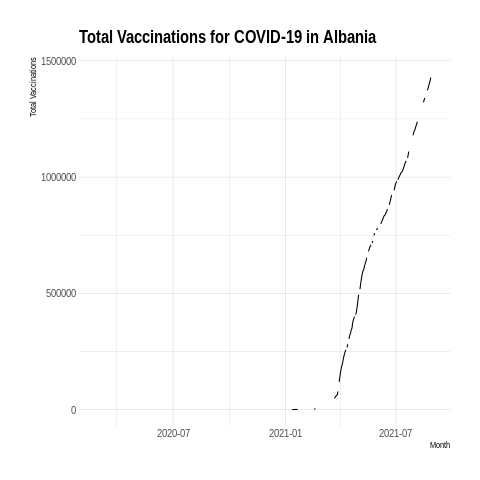 Total Vaccinations for COVID-19 in Albania
Total Vaccinations
1500000
1000000
500000
0
2020-07
2021-01
2021-07
Month